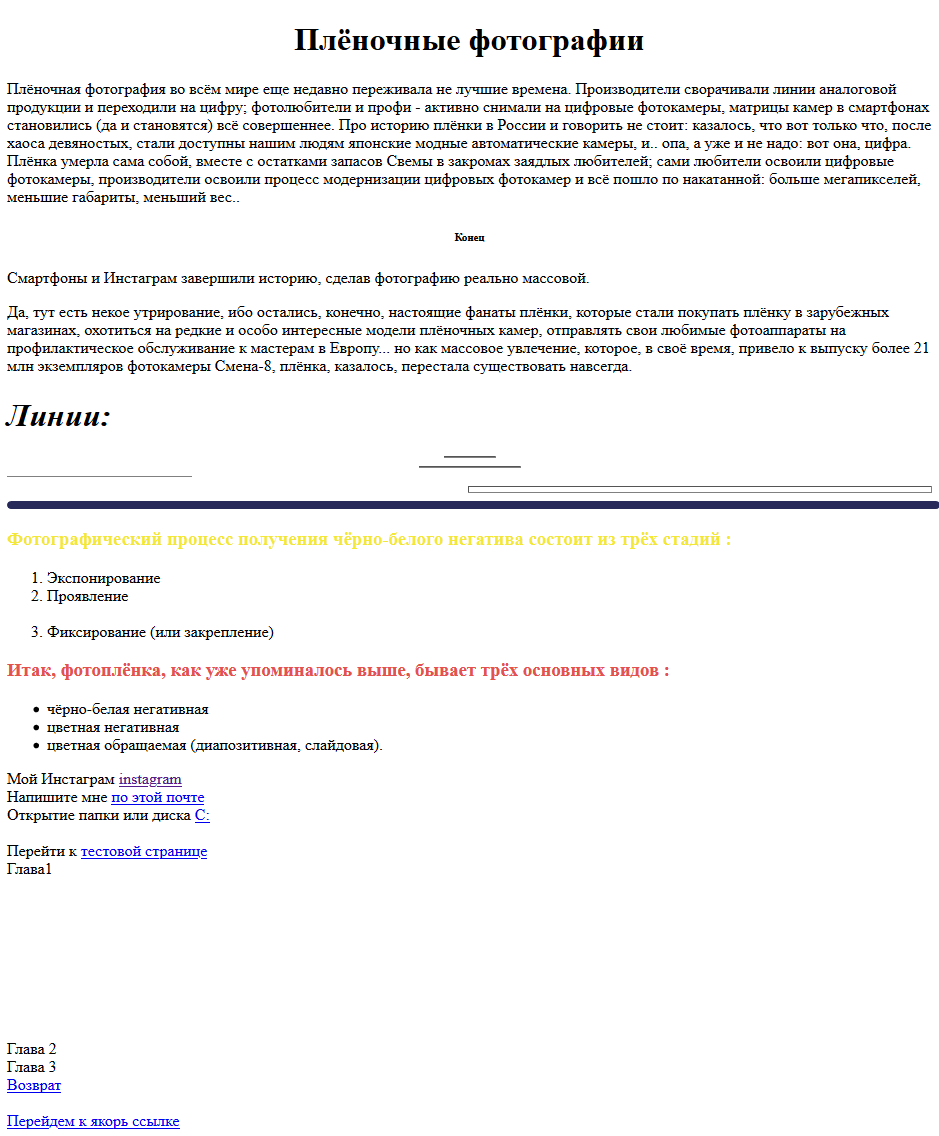 Плёночные фотографии
Плёночная фотография во всём мире еще недавно переживала не лучшие времена. Производители сворачивали линии аналоговой
продукции и переходили на цифру; фотолюбители и профи - активно снимали на цифровые фотокамеры, матрицы камер в смартфонах
становились (да и становятся) всё совершеннее. Про историю плёнки в России и говорить не стоит: казалось, что вот только что, после
хаоса девяностых, стали доступны нашим людям японские модные автоматические камеры, и.. опа, а уже и не надо: вот она, цифра.
Плёнка умерла сама собой, вместе с остатками запасов Свемы в закромах заядлых любителей; сами любители освоили цифровые
фотокамеры, производители освоили процесс модернизации цифровых фотокамер и всё пошло по накатанной: больше мегапикселей,
меньшие габариты, меньший вес..
Конец
Смартфоны и Инстаграм завершили историю, сделав фотографию реально массовой.
Да, тут есть некое утрирование, ибо остались, конечно, настоящие фанаты плёнки, которые стали покупать плёнку в зарубежных
магазинах, охотиться на редкие и особо интересные модели плёночных камер, отправлять свои любимые фотоаппараты на
профилактическое обслуживание к мастерам в Европу... но как массовое увлечение, которое, в своё время, привело к выпуску более 21
млн экземпляров фотокамеры Смена-8, плёнка, казалось, перестала существовать навсегда.
Линии:
Фотографический процесс получения чёрно-белого негатива состоит из трёх стадий :
1. Экспонирование
2. Проявление
3. Фиксирование (или закрепление)
Итак, фотоплёнка, как уже упоминалось выше, бывает трёх основных видов :
• чёрно-белая негативная
• цветная негативная
• цветная обращаемая (диапозитивная, слайдовая).
Мой Инстаграм instagram
Напишите мне по этой почте
Открытие папки или диска C:
Перейти к тестовой странице
Глава1
Глава 2
Глава 3
Возврат
Перейдем к якорь ссылке